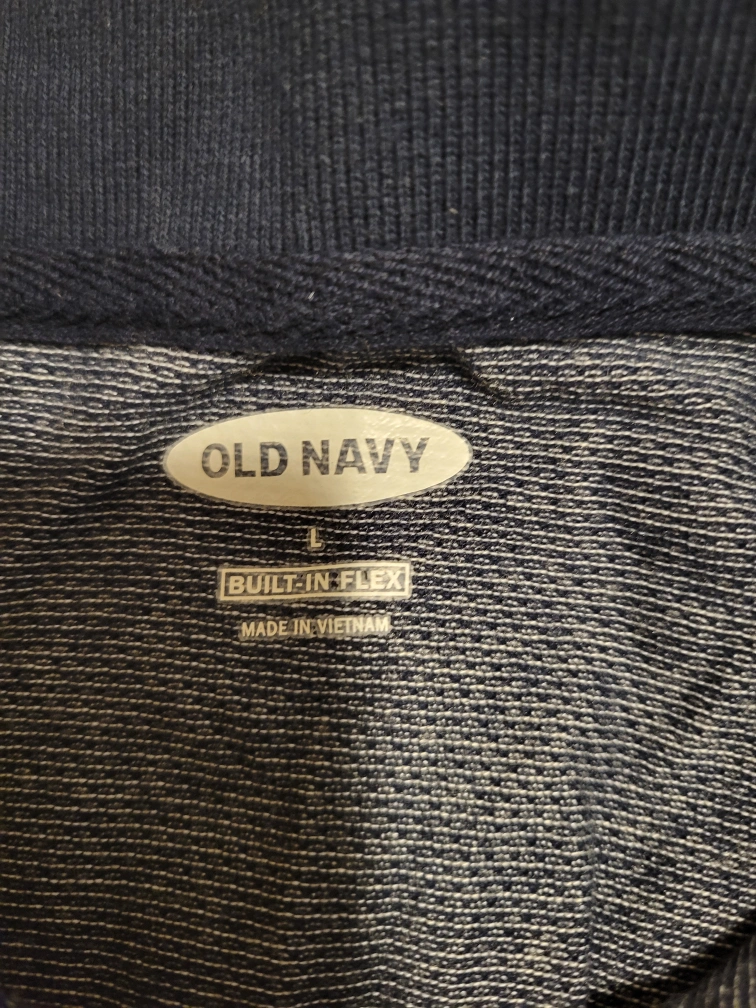 OLD NAVY
L
BUILT-IN FLEX
MADE IN VIETNAM